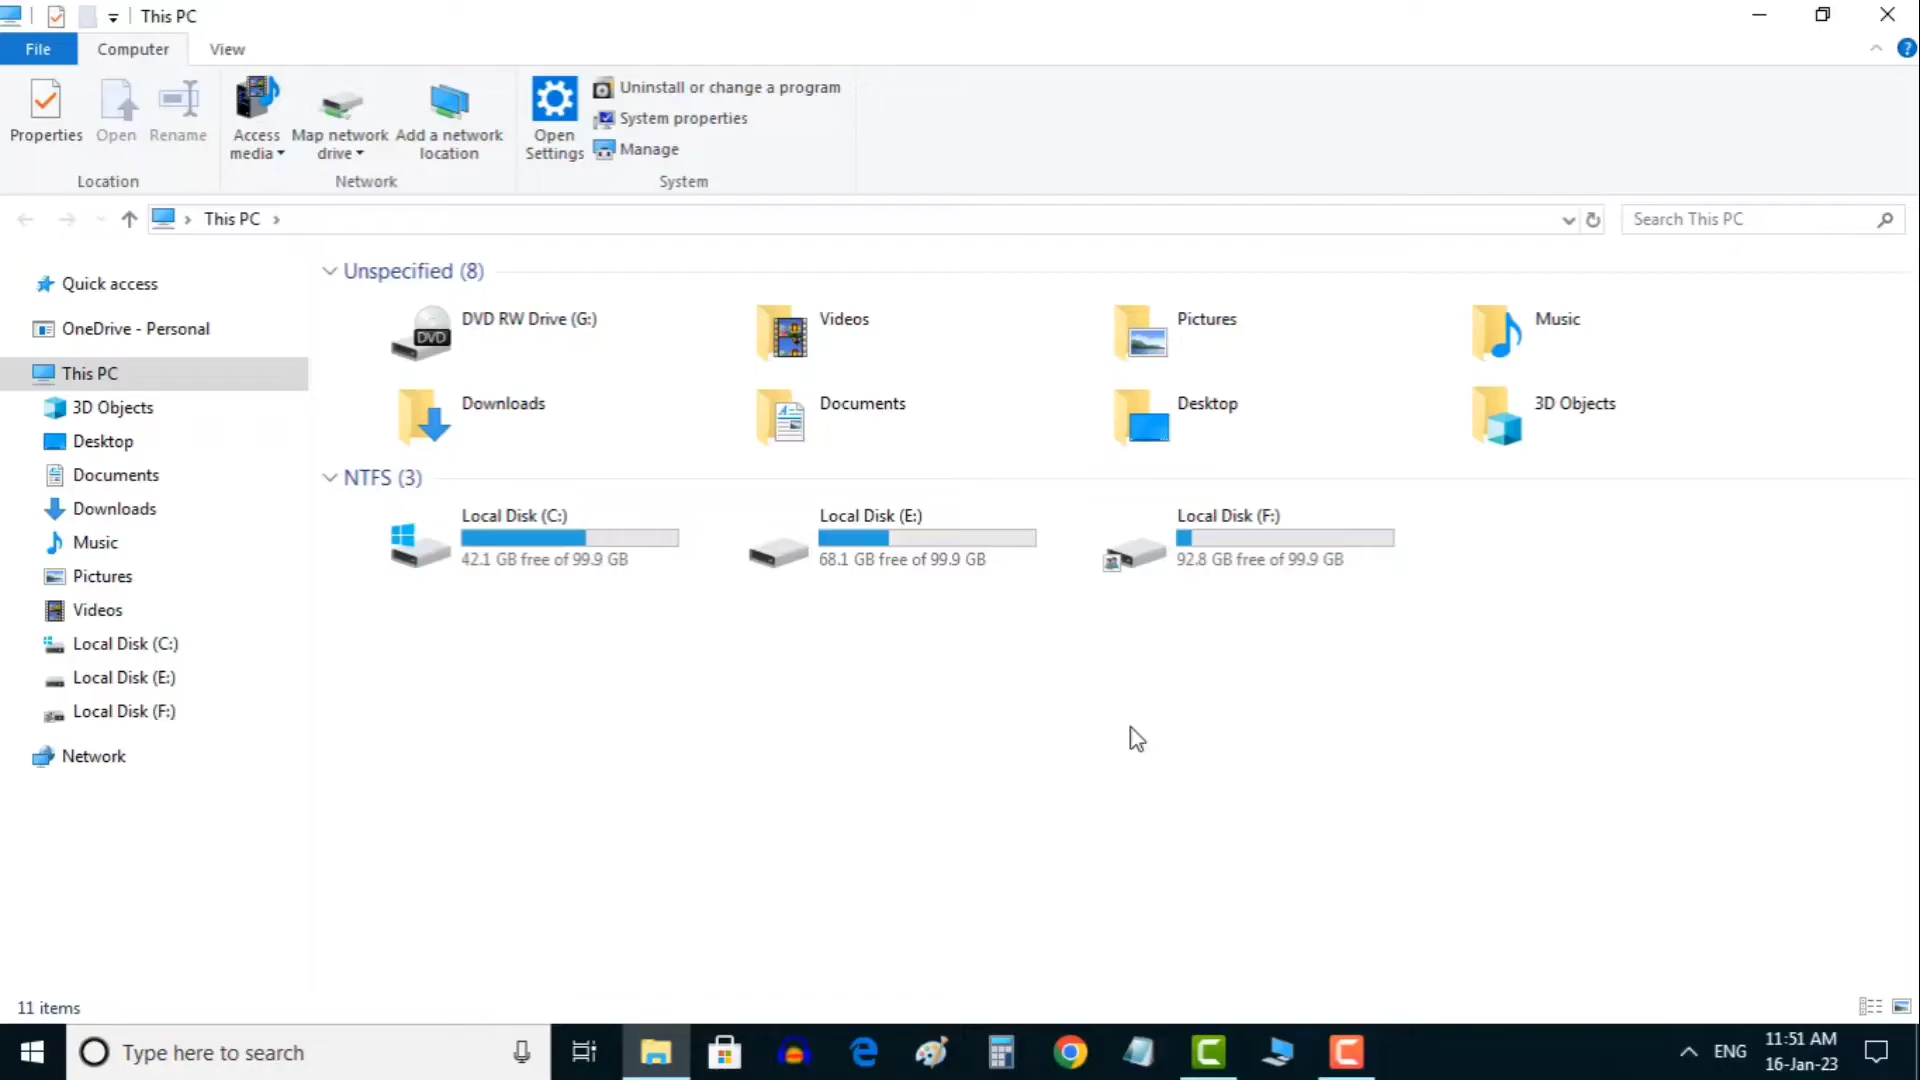 This PC
File
Computer
View
Properties
Open
Rename
Access
media
Map network
drive
Add a network
location
Open
Settings
Uninstall or change a program
System properties
Manage
Location
Network
System
This PC
Search This PC
Quick access
OneDrive - Personal
This PC
3D Objects
Desktop
Documents
Downloads
Music
Pictures
Videos
Local Disk (C:)
Local Disk (E:)
Local Disk (F:)
Network
Unspecified (8)
DVD RW Drive (G:)
DVD
Videos
Pictures
Music
Downloads
Documents
Desktop
3D Objects
NTFS (3)
Local Disk (C:)
42.1 GB free of 99.9 GB
Local Disk (E:)
68.1 GB free of 99.9 GB
Local Disk (F:)
92.8 GB free of 99.9 GB
11 items
Type here to search
ENG
11:51 AM
16-Jan-23